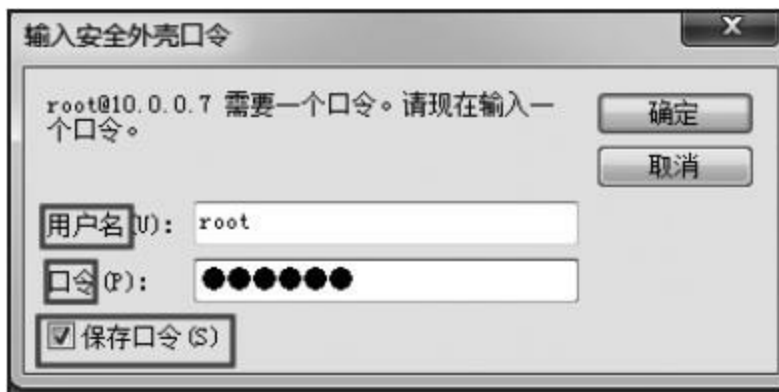 输入安全外壳口令
root@10.0.0.7 需要一个口令。请现在输入一
个口令。
确定
取消
用户名(U): root
口令(P): ●●●●●●
保存口令(S)